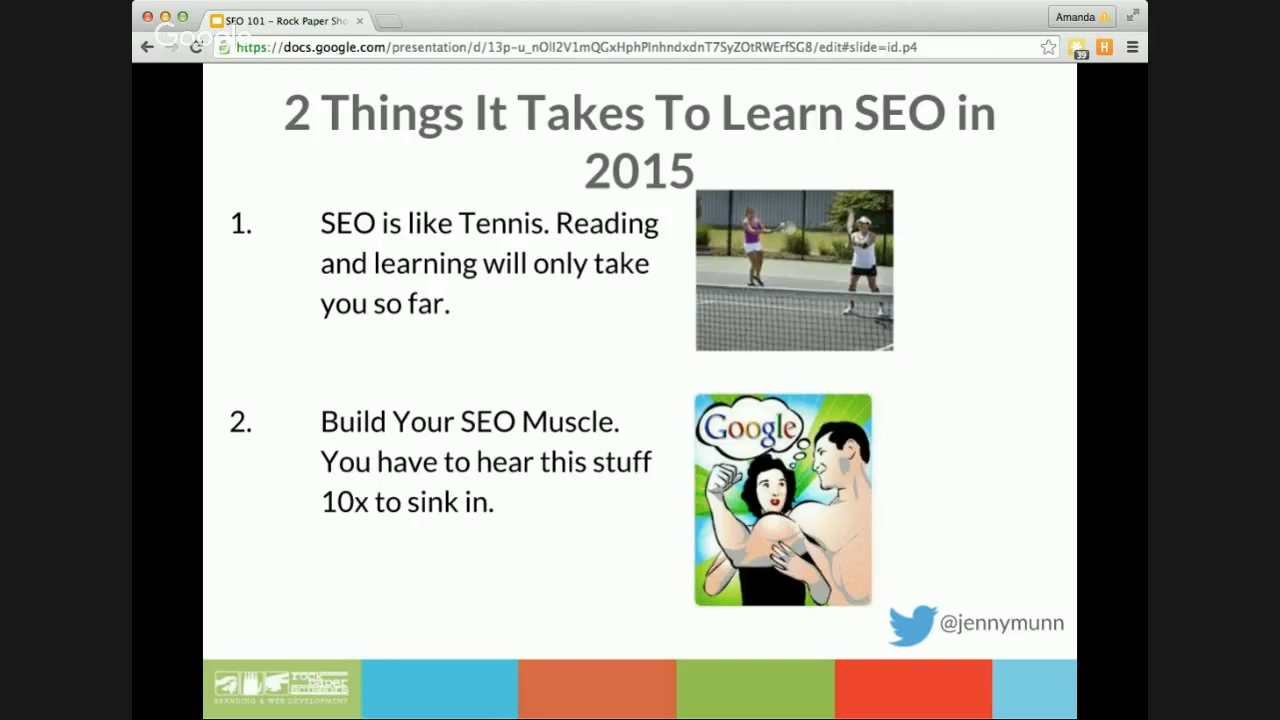 SEO 101 – Rock Paper Sho
Amanda
Google
https://docs.google.com/presentation/d/13p-u_nOll2V1mQGxHphPlnhndxdnT7SyZOtRWErfSG8/edit#slide=id.p4
39
H
2 Things It Takes To Learn SEO in
2015
1. SEO is like Tennis. Reading
and learning will only take
you so far.
2. Build Your SEO Muscle.
You have to hear this stuff
10x to sink in.
Google
@jennymunn
rock
paper
scissors
BRANDING & WEB DEVELOPMENT